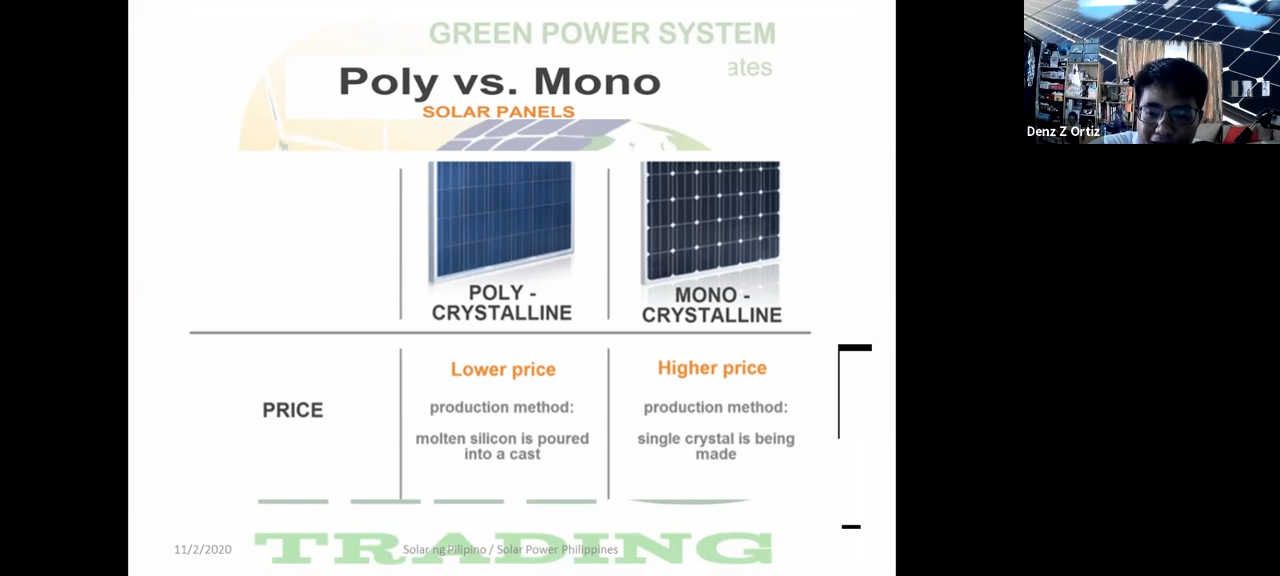 GREEN POWER SYSTEM
ates
Poly vs. Mono
SOLAR PANELS
Denz Z Ortiz
POLY -
CRYSTALLINE
MONO -
CRYSTALLINE
PRICE
Lower price
production method:
molten silicon is poured
into a cast
Higher price
production method:
single crystal is being
made
11/2/2020
Solar ng Pilipino / Solar Power Philippines
TRADING